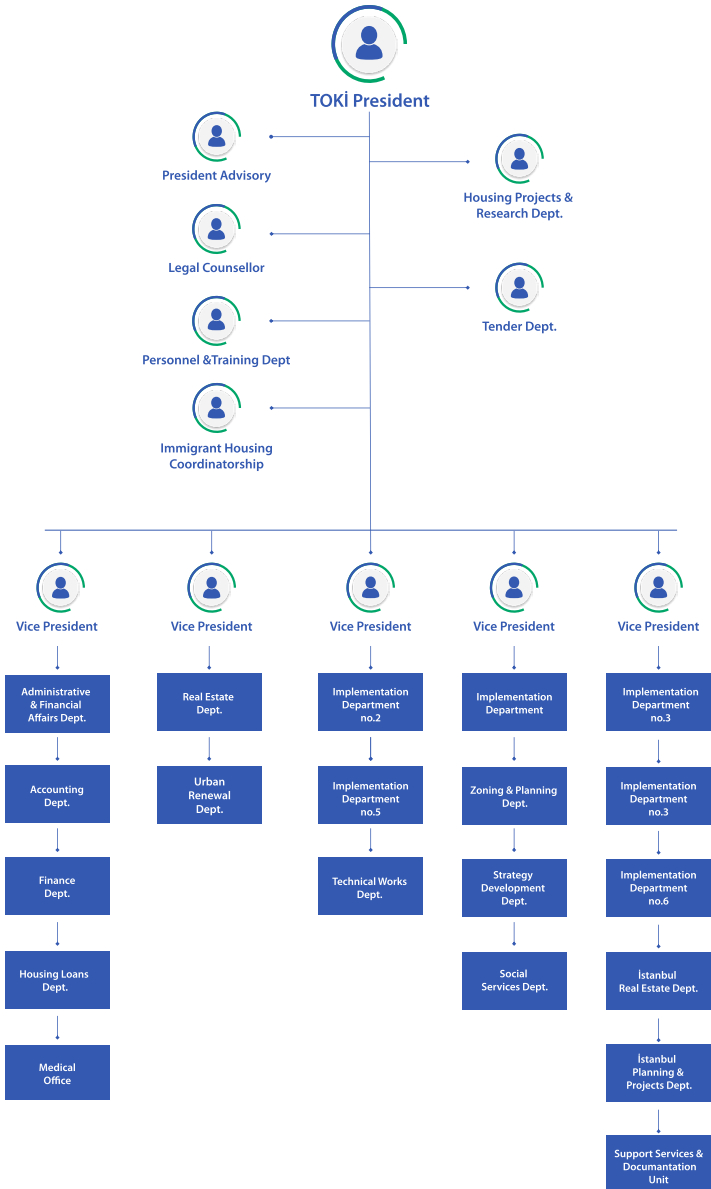 TOKİ President
President Advisory
Housing Projects &
Research Dept.
Legal Counsellor
Tender Dept.
Personnel &Training Dept
Immigrant Housing
Coordinatorship
Vice President
Administrative
& Financial
Affairs Dept.
Accounting
Dept.
Finance
Dept.
Housing Loans
Dept.
Medical
Office
Vice President
Real Estate
Dept.
Urban
Renewal
Dept.
Vice President
Implementation
Department
no.2
Implementation
Department
no.5
Technical Works
Dept.
Vice President
Implementation
Department
Zoning & Planning
Dept.
Strategy
Development
Dept.
Social
Services Dept.
Vice President
Implementation
Department
no.3
Implementation
Department
no.3
Implementation
Department
no.6
İstanbul
Real Estate Dept.
İstanbul
Planning &
Projects Dept.
Support Services &
Documantation
Unit